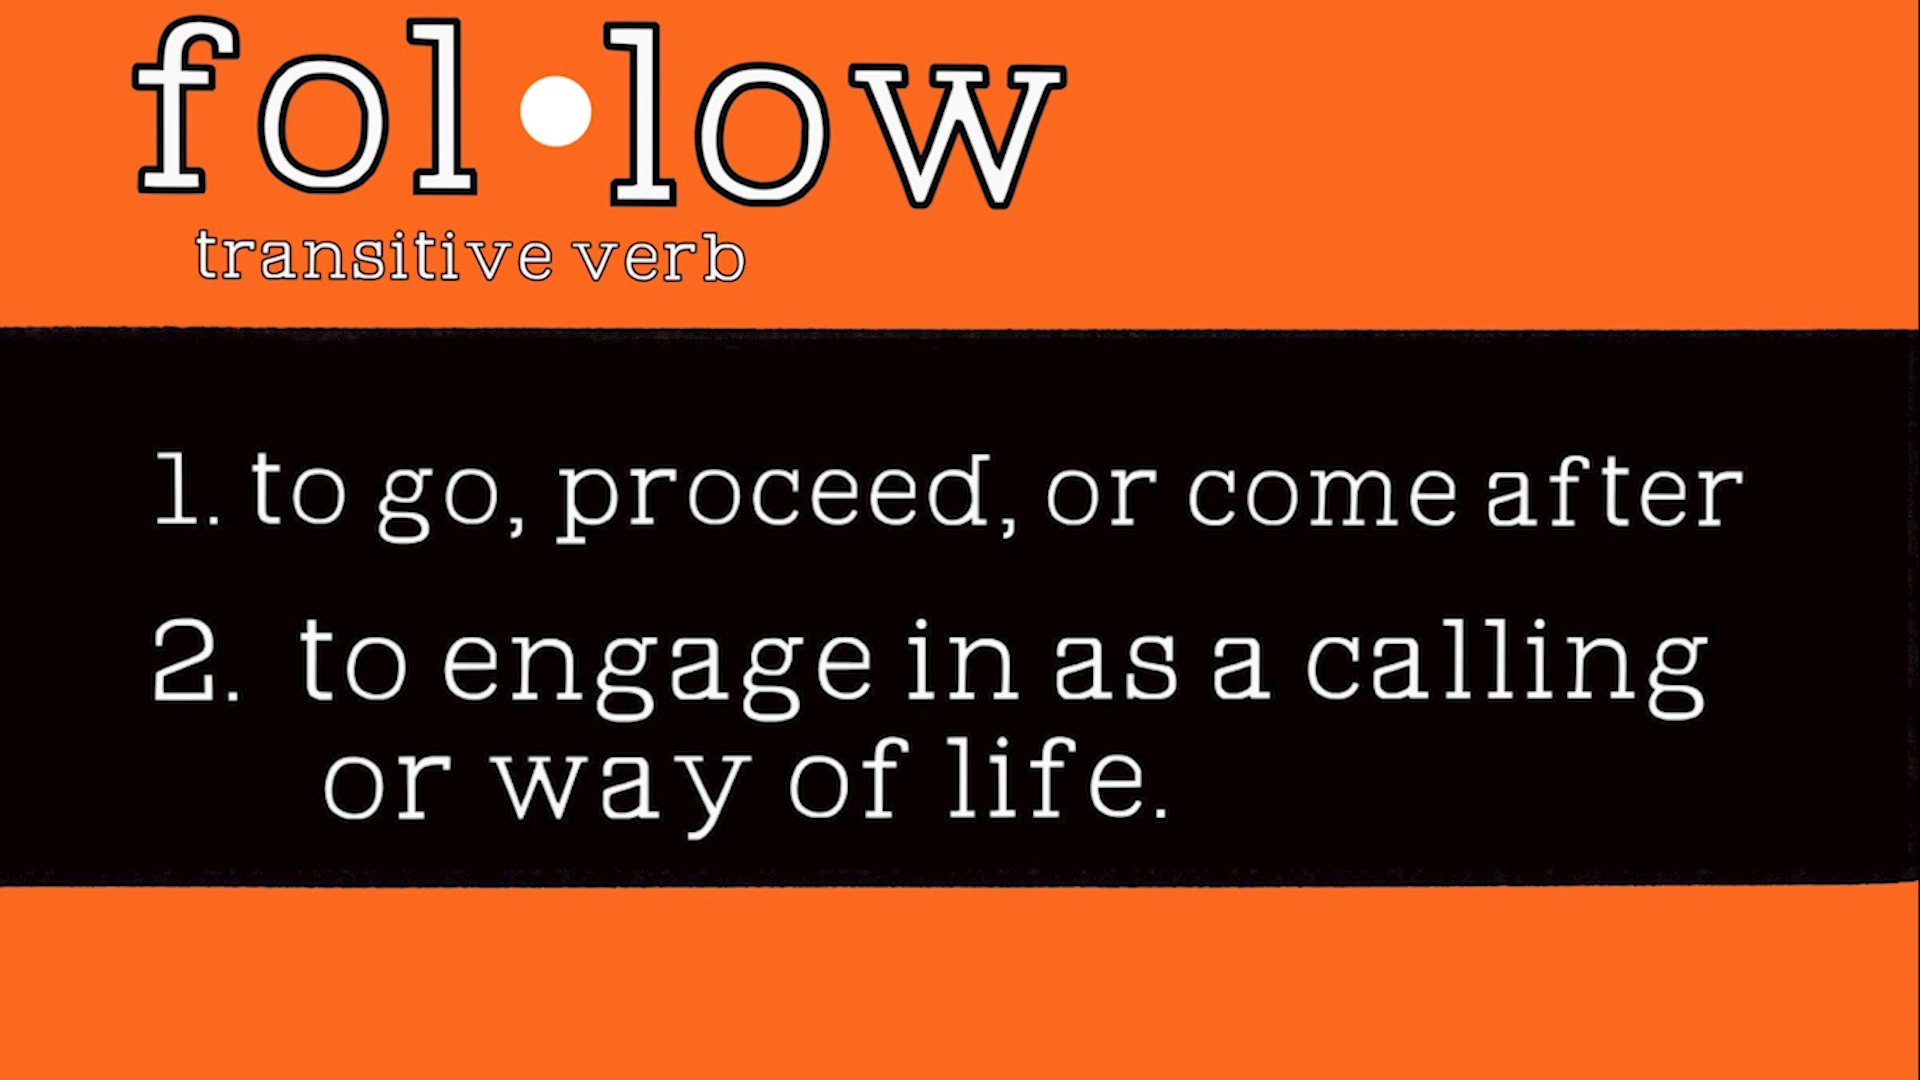 fol•low
transitive verb
1. to go, proceed, or come after
2. to engage in as a calling
or way of life.